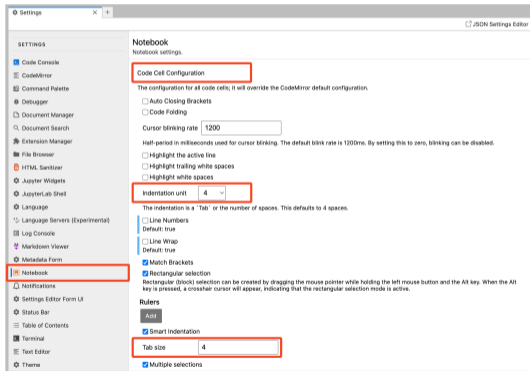 Settings
JSON Settings Editor
SETTINGS
Code Console
CodeMirror
Command Palette
Debugger
Document Manager
Document Search
Extension Manager
File Browser
HTML Sanitizer
Jupyter Widgets
JupyterLab Shell
Language
Language Servers (Experimental)
Log Console
Markdown Viewer
Metadata Form
Notebook
Notifications
Settings Editor Form UI
Status Bar
Table of Contents
Terminal
Text Editor
Theme
Notebook
Notebook settings.
Code Cell Configuration
The configuration for all code cells; it will override the CodeMirror default configuration.
Auto Closing Brackets
Code Folding
Cursor blinking rate 1200
Half-period in milliseconds used for cursor blinking. The default blink rate is 1200ms. By setting this to zero, blinking can be disabled.
Highlight the active line
Highlight trailing white spaces
Highlight white spaces
Indentation unit 4
The indentation is a `Tab` or the number of spaces. This defaults to 4 spaces.
Line Numbers
Default: true
Line Wrap
Default: true
Match Brackets
Rectangular selection
Rectangular (block) selection can be created by dragging the mouse pointer while holding the left mouse button and the Alt key. When the Alt
key is pressed, a crosshair cursor will appear, indicating that the rectangular selection mode is active.
Rulers
Add
Smart Indentation
Tab size 4
Multiple selections